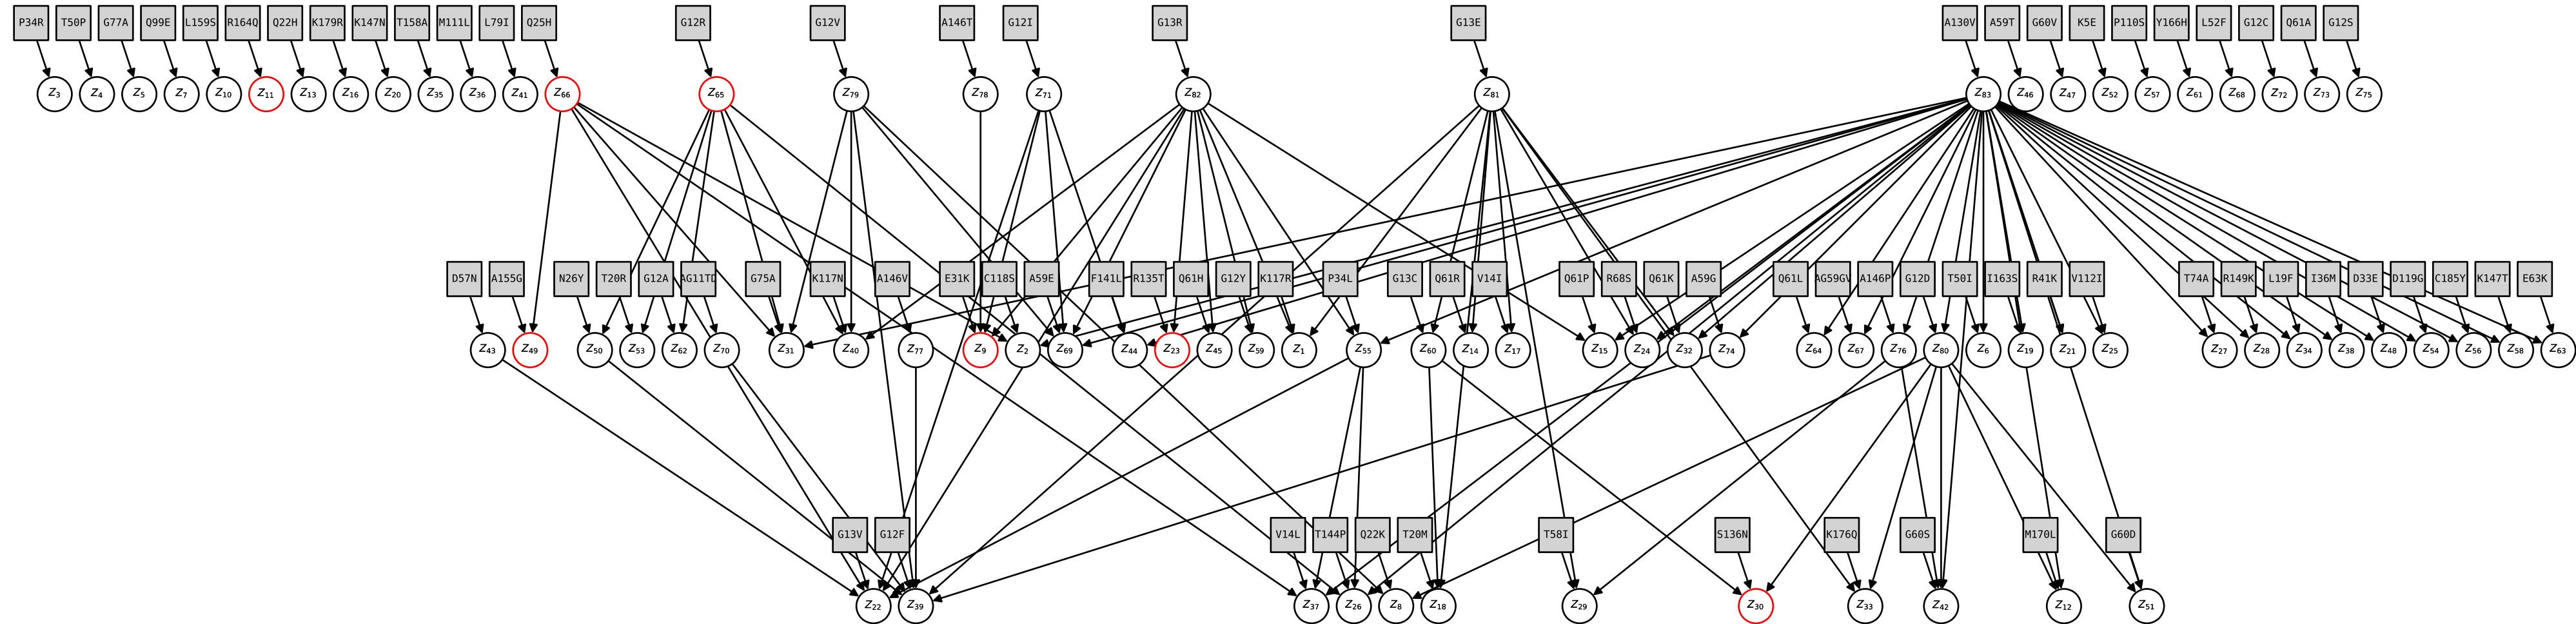 P34R T50P G77A Q99E L159S R164Q Q22H K179R K147N T158A M111L L79I Q25H G12R G12V A146T G12I G13R G13E A130V A59T G60V K5E P110S Y166H L52F G12C Q61A G12S
Z3 Z4 Z5 Z7 Z10 Z11 Z13 Z16 Z20 Z35 Z36 Z41 Z66 Z65 Z79 Z78 Z71 Z82 Z81 Z83 Z46 Z47 Z52 Z57 Z61 Z68 Z72 Z73 Z75
D57N A155G N26Y T20R G12A AG11TD G75A K117N A146V E31K C118S A59E F141L R135T Q61H G12Y K117R P34L G13C Q61R V14I Q61P R68S Q61K A59G Q61L AG59GV A146P G12D T50I I163S R41K V112I T74A R149K L19F I36M D33E D119G C185Y K147T E63K
Z43 Z49 Z50 Z53 Z62 Z70 Z31 Z40 Z77 Z9 Z2 Z69 Z44 Z23 Z45 Z59 Z1 Z55 Z60 Z14 Z17 Z15 Z24 Z32 Z74 Z64 Z67 Z76 Z80 Z6 Z19 Z21 Z25 Z27 Z28 Z34 Z38 Z48 Z54 Z56 Z58 Z63
G13V G12F V14L T144P Q22K T20M T58I S136N K176Q G60S M170L G60D
Z22 Z39 Z37 Z26 Z8 Z18 Z29 Z30 Z33 Z42 Z12 Z51